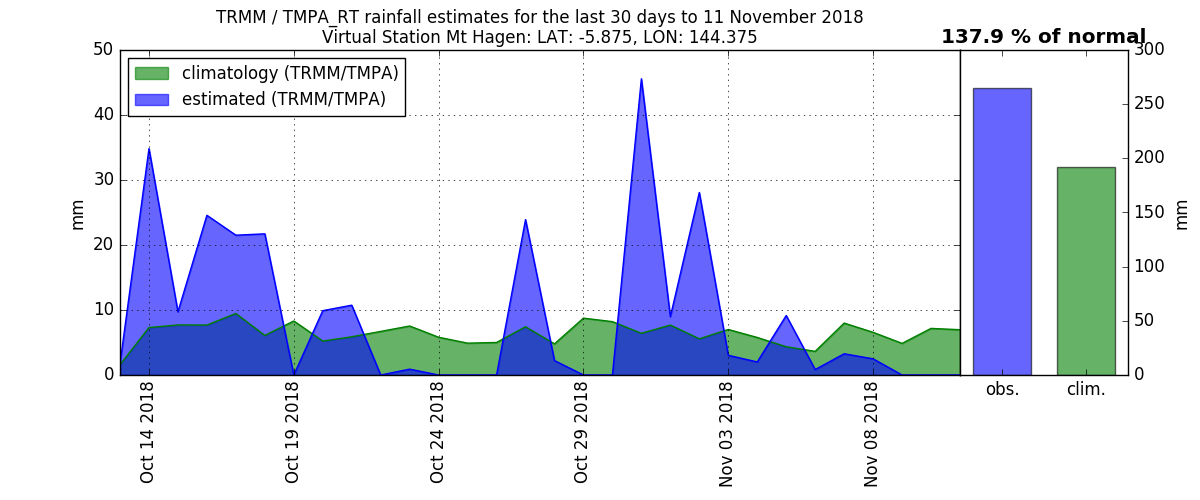 TRMM / TMPA_RT rainfall estimates for the last 30 days to 11 November 2018
Virtual Station Mt Hagen: LAT: -5.875, LON: 144.375
137.9 % of normal
climatology (TRMM/TMPA)
estimated (TRMM/TMPA)
50
40
30
20
10
0
mm
Oct 14 2018
Oct 19 2018
Oct 24 2018
Oct 29 2018
Nov 03 2018
Nov 08 2018
300
250
200
150
100
50
0
mm
obs.
clim.